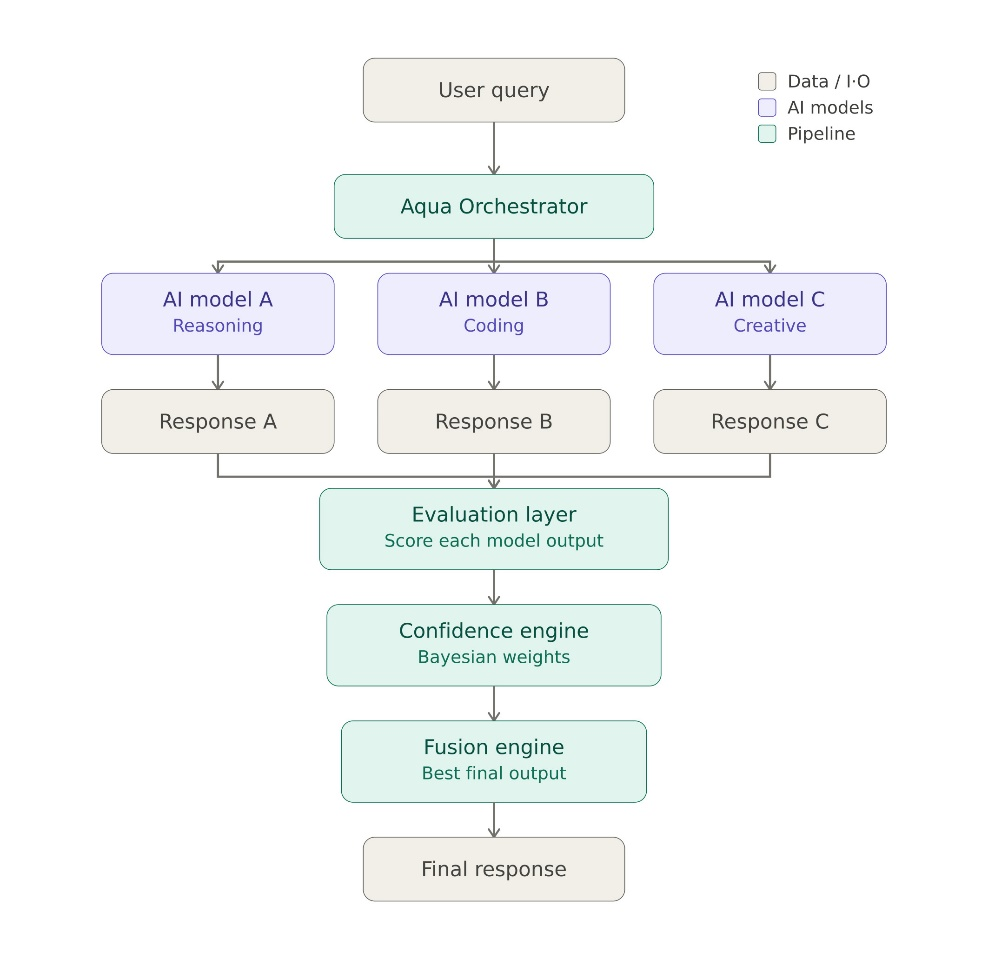 User query
Data / I·O
AI models
Pipeline
Aqua Orchestrator
AI model A
Reasoning
AI model B
Coding
AI model C
Creative
Response A
Response B
Response C
Evaluation layer
Score each model output
Confidence engine
Bayesian weights
Fusion engine
Best final output
Final response